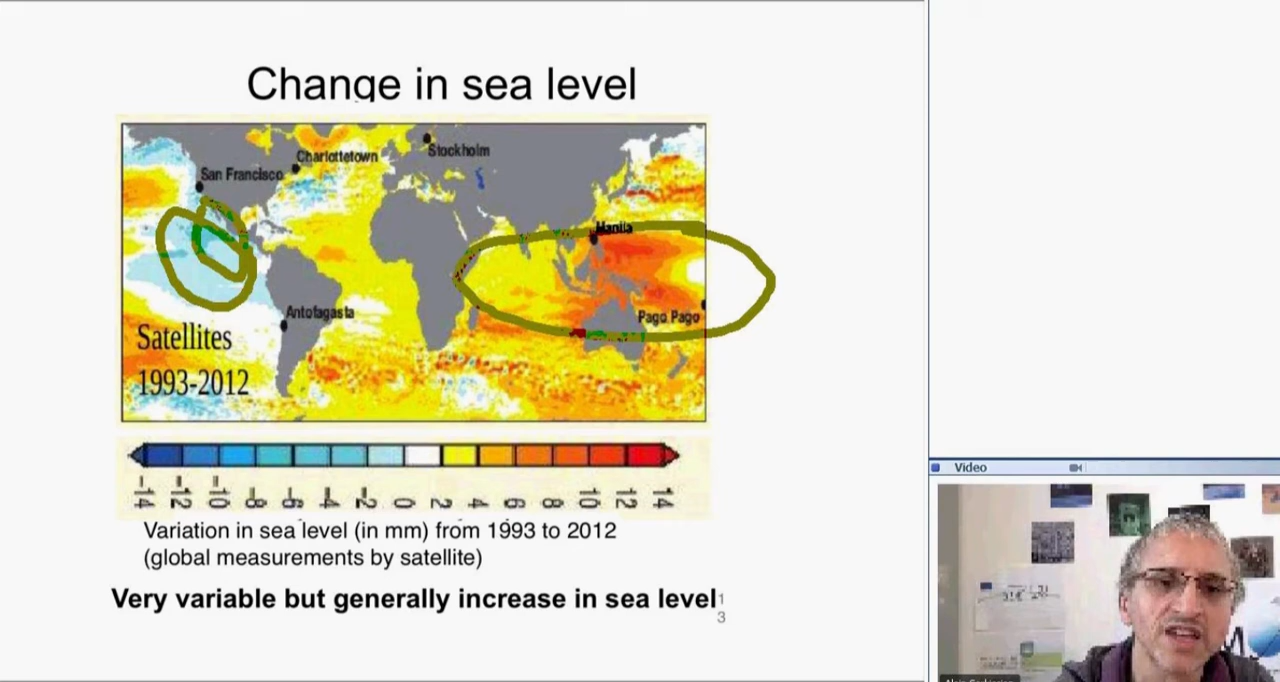 Change in sea level
Stockholm
Charlottetown
San Francisco
Manila
Antofagasta
Pago Pago
Satellites
1993-2012
-14 -12 -10 -8 -6 -4 -2 0 2 4 6 8 10 12 14
Variation in sea level (in mm) from 1993 to 2012
(global measurements by satellite)
Very variable but generally increase in sea level
1
3
Video